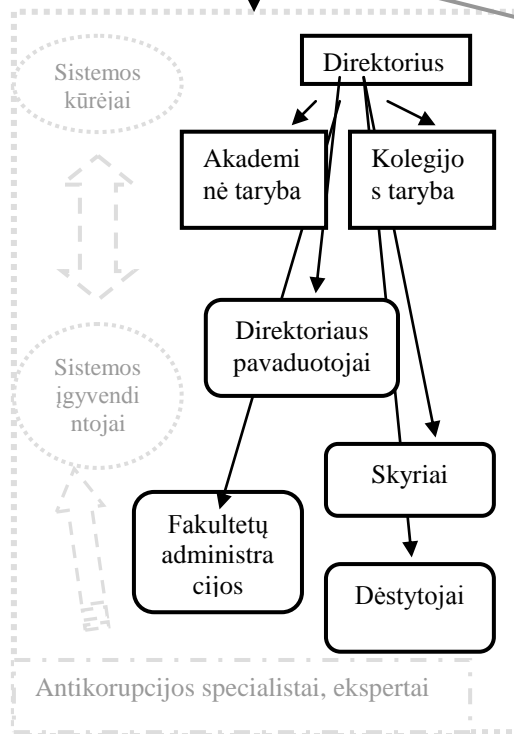 Direktorius
Sistemos
kūrėjai
Akademi
nė taryba
Kolegijo
s taryba
Direktoriaus
pavaduotojai
Sistemos
įgyvendi
ntojai
Skyriai
Fakultetų
administra
cijos
Dėstytojai
Antikorupcijos specialistai, ekspertai